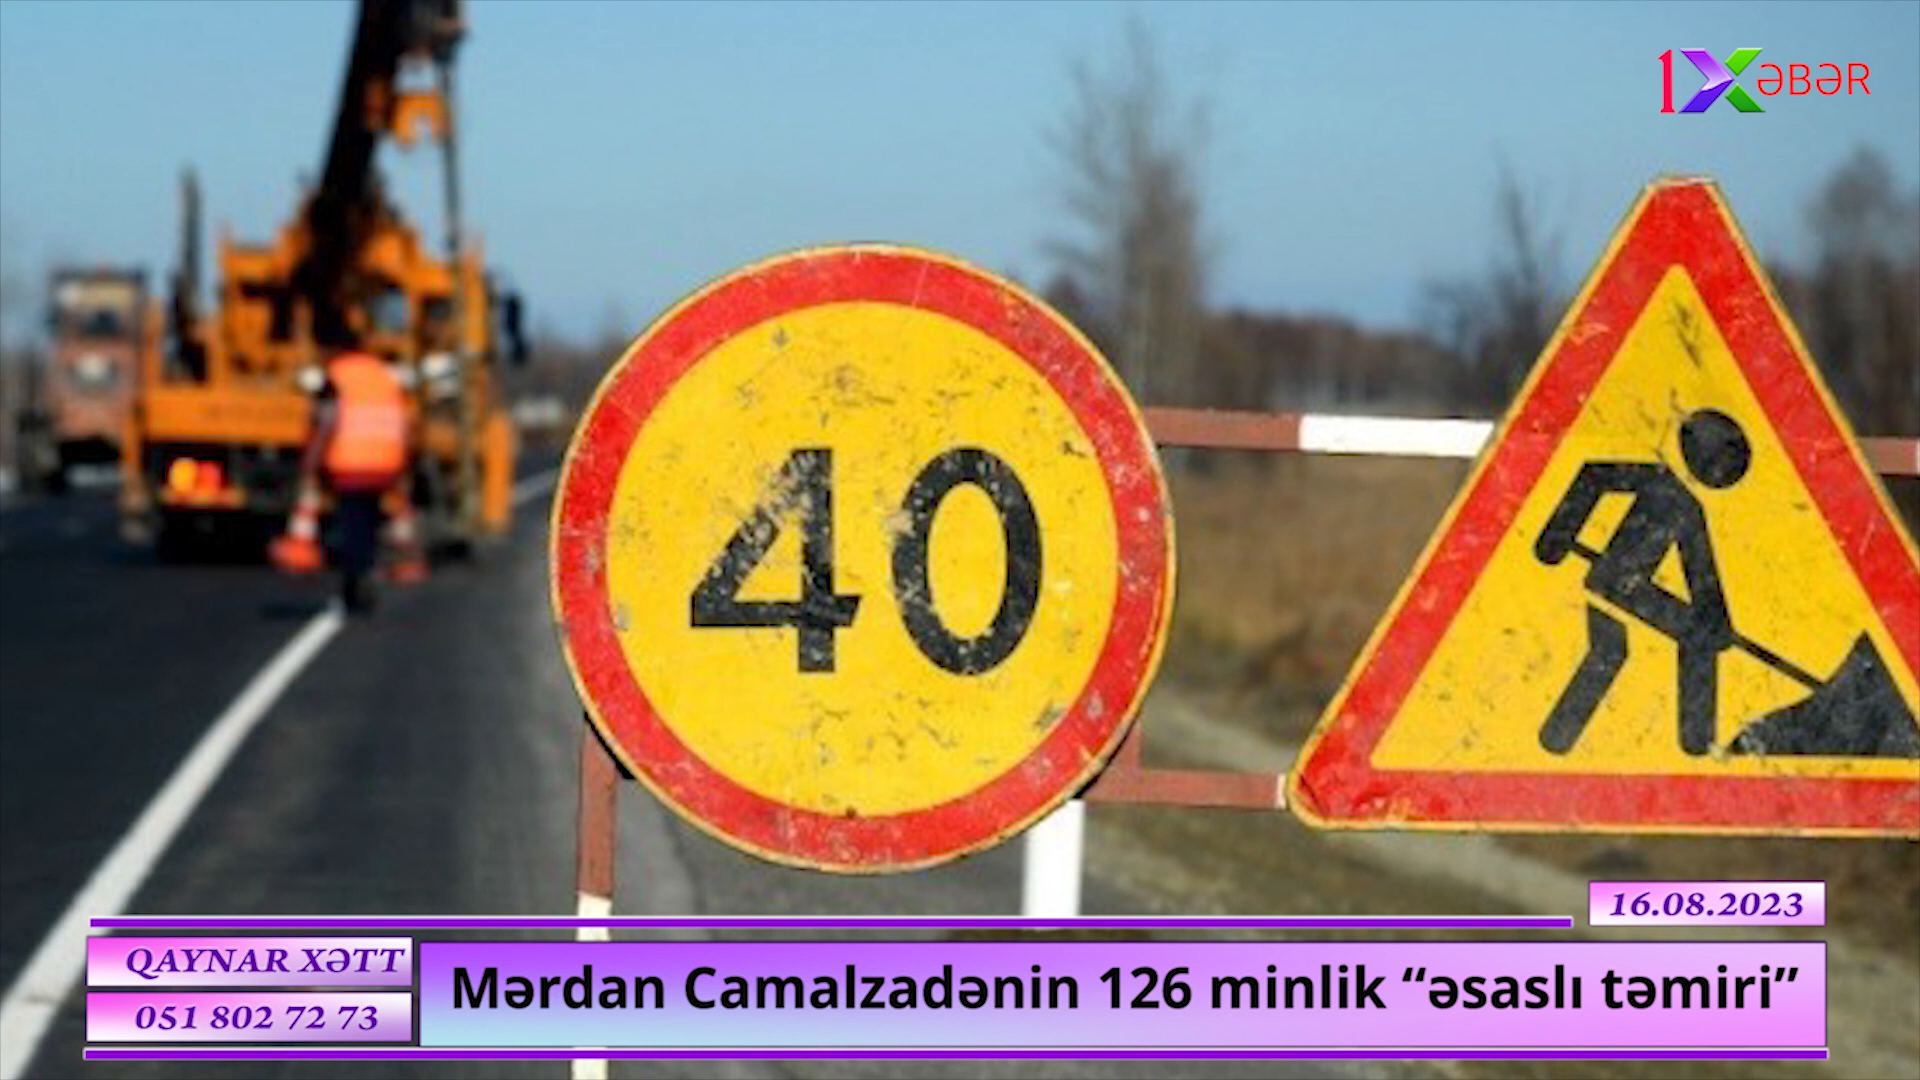 1XƏBƏR
40
16.08.2023
QAYNAR XƏTT
051 802 72 73
Mərdan Camalzadənin 126 minlik “əsaslı təmiri”